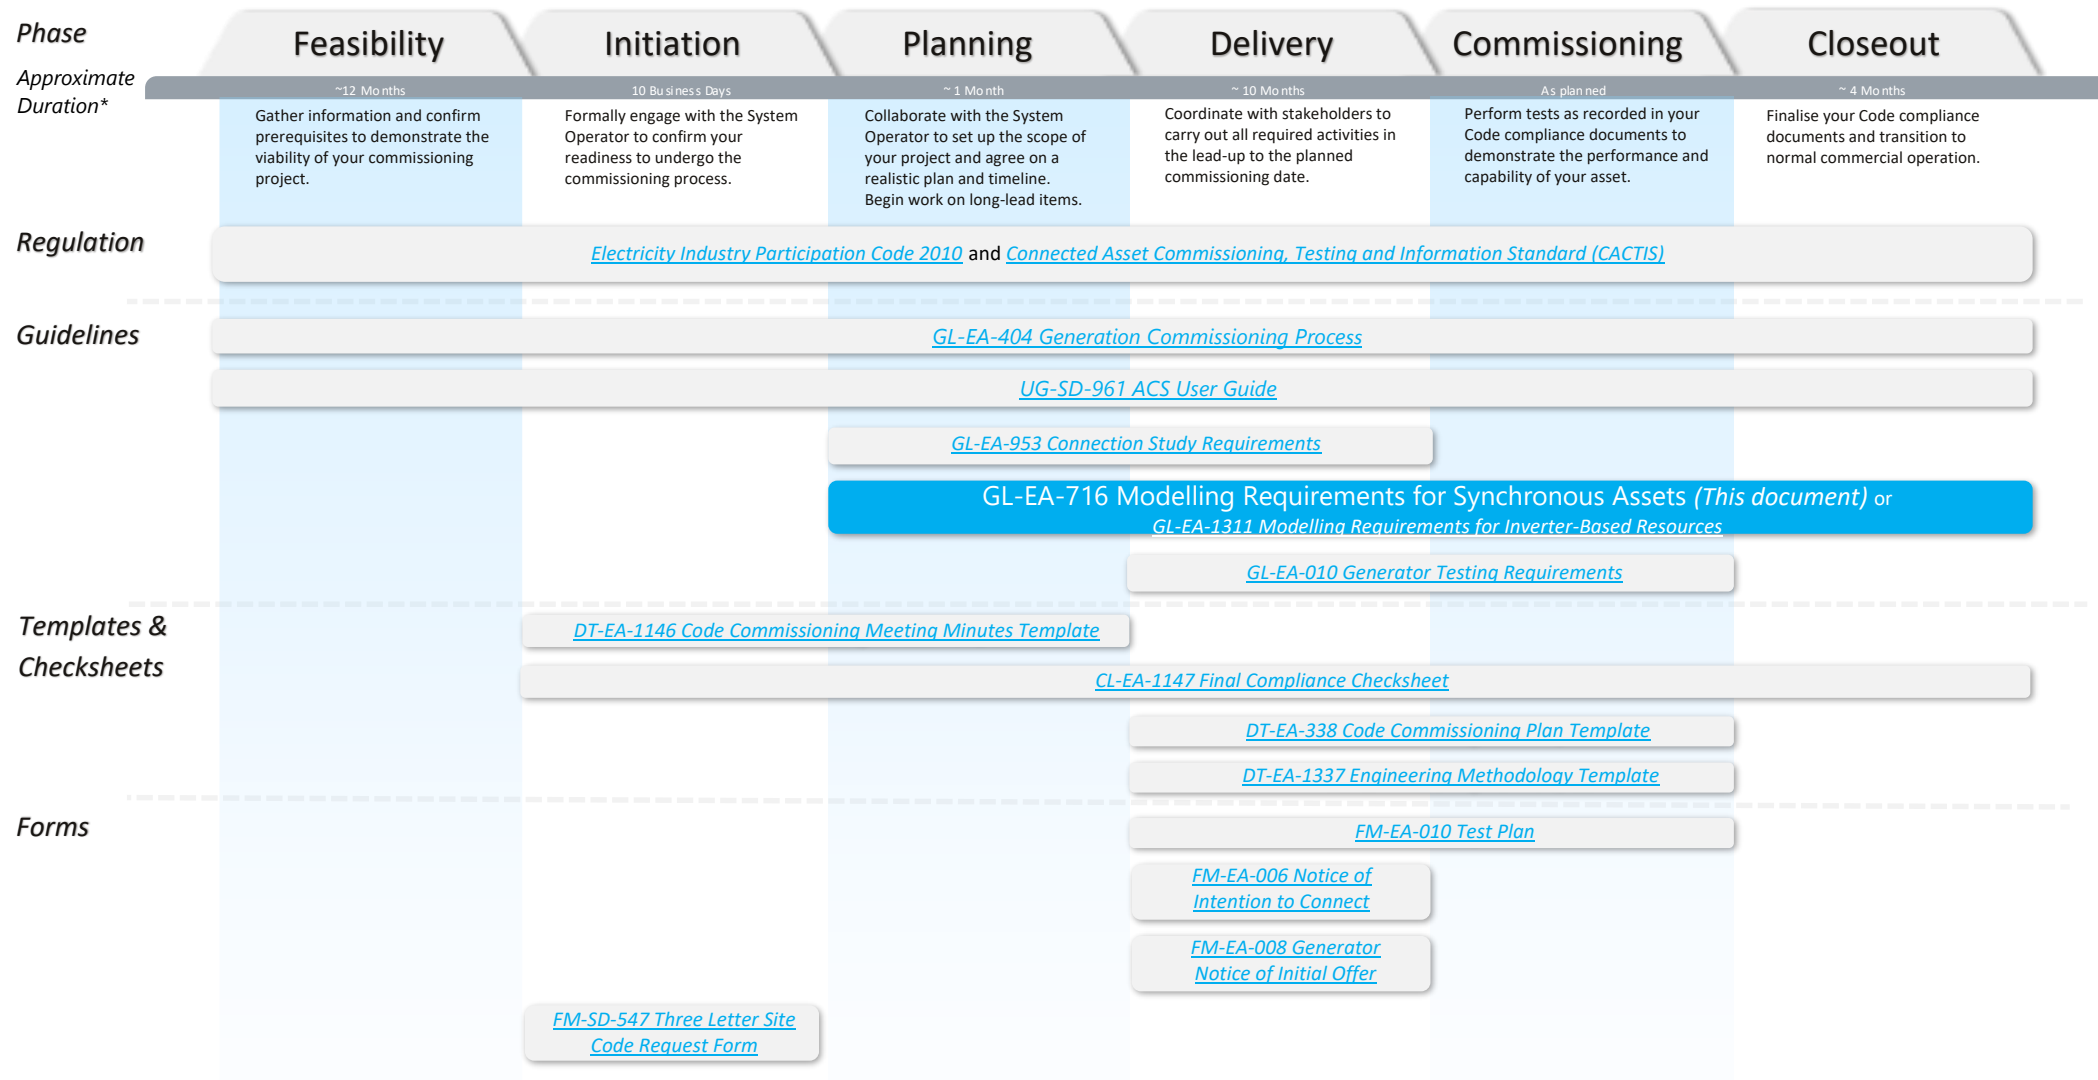 Phase
Feasibility
Initiation
Planning
Delivery
Commissioning
Closeout
Approximate
Duration*
~12 Months
10 Business Days
~ 1 Month
~ 10 Months
As planned
~ 4 Months
Gather information and confirm
prerequisites to demonstrate the
viability of your commissioning
project.
Formally engage with the System
Operator to confirm your
readiness to undergo the
commissioning process.
Collaborate with the System
Operator to set up the scope of
your project and agree on a
realistic plan and timeline.
Begin work on long-lead items.
Coordinate with stakeholders to
carry out all required activities in
the lead-up to the planned
commissioning date.
Perform tests as recorded in your
Code compliance documents to
demonstrate the performance and
capability of your asset.
Finalise your Code compliance
documents and transition to
normal commercial operation.
Regulation
Electricity Industry Participation Code 2010 and Connected Asset Commissioning, Testing and Information Standard (CACTIS)
Guidelines
GL-EA-404 Generation Commissioning Process
UG-SD-961 ACS User Guide
GL-EA-953 Connection Study Requirements
GL-EA-716 Modelling Requirements for Synchronous Assets (This document) or
GL-EA-1311 Modelling Requirements for Inverter-Based Resources
GL-EA-010 Generator Testing Requirements
Templates &
Checksheets
DT-EA-1146 Code Commissioning Meeting Minutes Template
CL-EA-1147 Final Compliance Checksheet
DT-EA-338 Code Commissioning Plan Template
DT-EA-1337 Engineering Methodology Template
Forms
FM-EA-010 Test Plan
FM-EA-006 Notice of
Intention to Connect
FM-EA-008 Generator
Notice of Initial Offer
FM-SD-547 Three Letter Site
Code Request Form